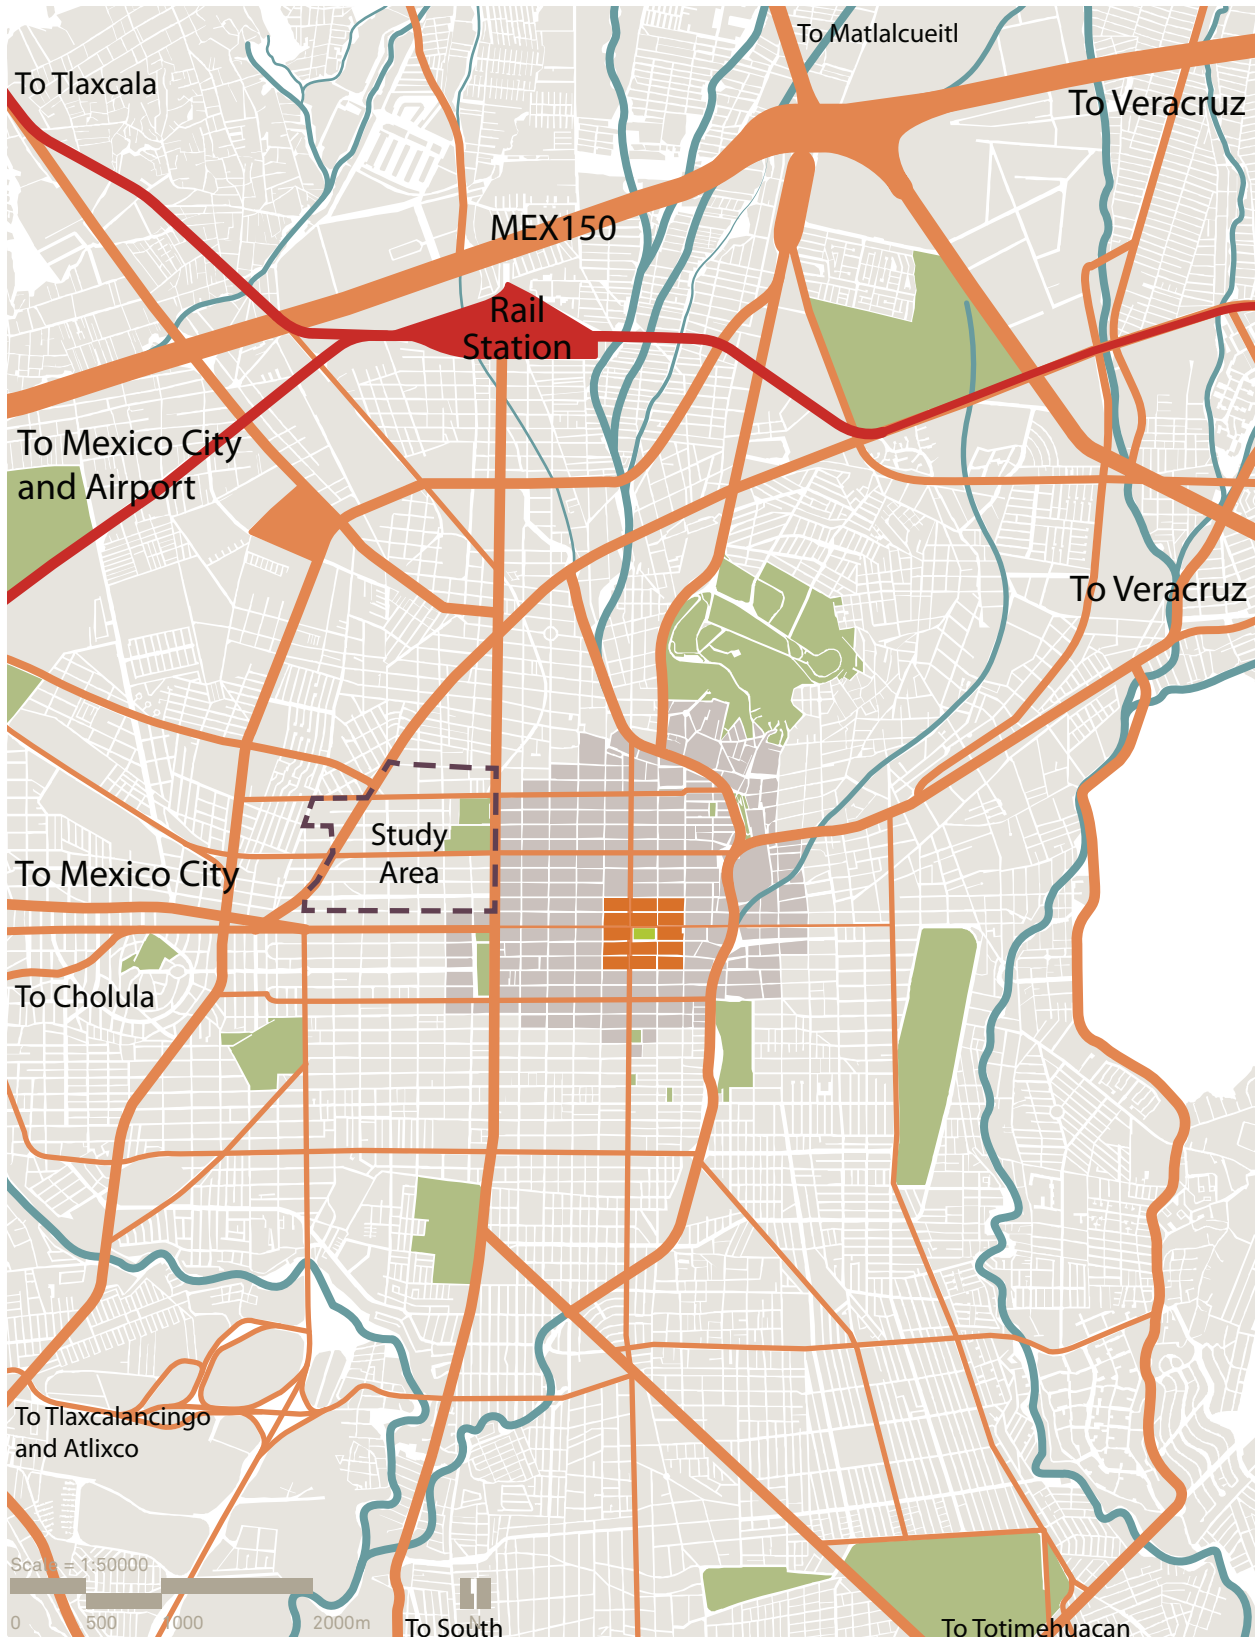 To Matlalcueitl
To Tlaxcala
To Veracruz
MEX150
Rail
Station
To Mexico City
and Airport
To Veracruz
Study
Area
To Mexico City
To Cholula
To Tlaxcalancingo
and Atlixco
Scale = 1:50000
0 500 1000 2000m
N
To South
To Totimehuacan